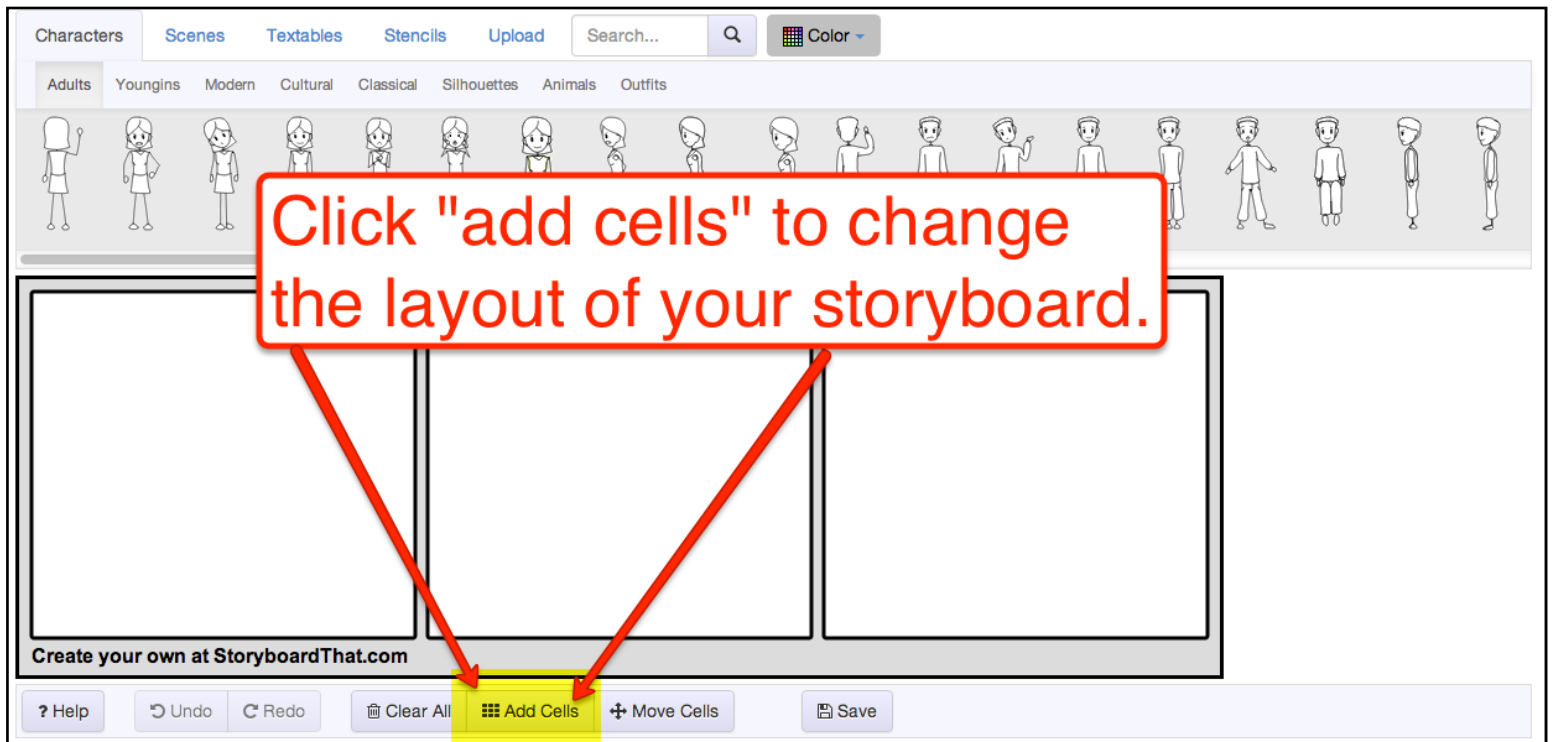 Characters Scenes Textables Stencils Upload Search... Color
Adults Youngins Modern Cultural Classical Silhouettes Animals Outfits
Click "add cells" to change
the layout of your storyboard.
Create your own at StoryboardThat.com
? Help Undo Redo Clear All Add Cells Move Cells Save